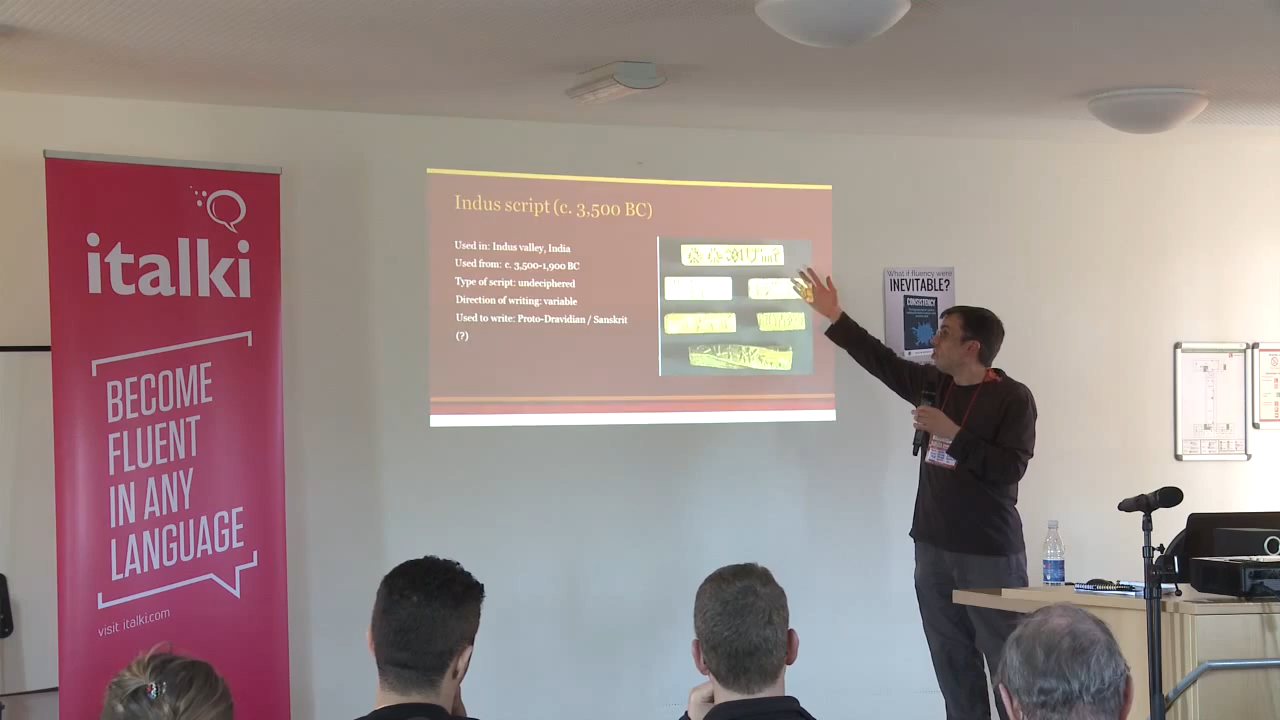 italki
BECOME
FLUENT
IN ANY
LANGUAGE
visit italki.com
Indus script (c. 3,500 BC)
Used in: Indus valley, India
Used from: c. 3,500-1,900 BC
Type of script: undeciphered
Direction of writing: variable
Used to write: Proto-Dravidian / Sanskrit
(?)
What if fluency were
INEVITABLE?
CONSISTENCY